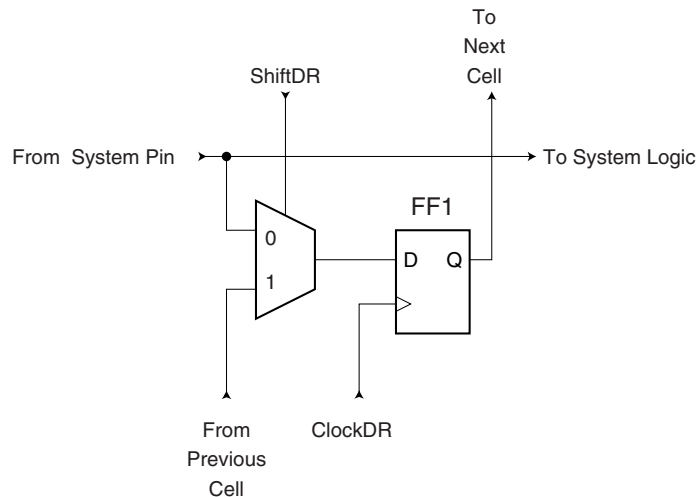 To
Next
Cell
ShiftDR
From System Pin
To System Logic
FF1
0
D Q
1
From
Previous
Cell
ClockDR